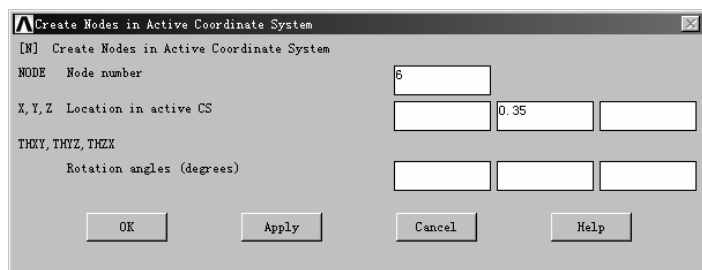 Create Nodes in Active Coordinate System
[N] Create Nodes in Active Coordinate System
NODE Node number 6
X,Y,Z Location in active CS 0.35
THXY,THYZ,THZX
Rotation angles (degrees)
OK Apply Cancel Help